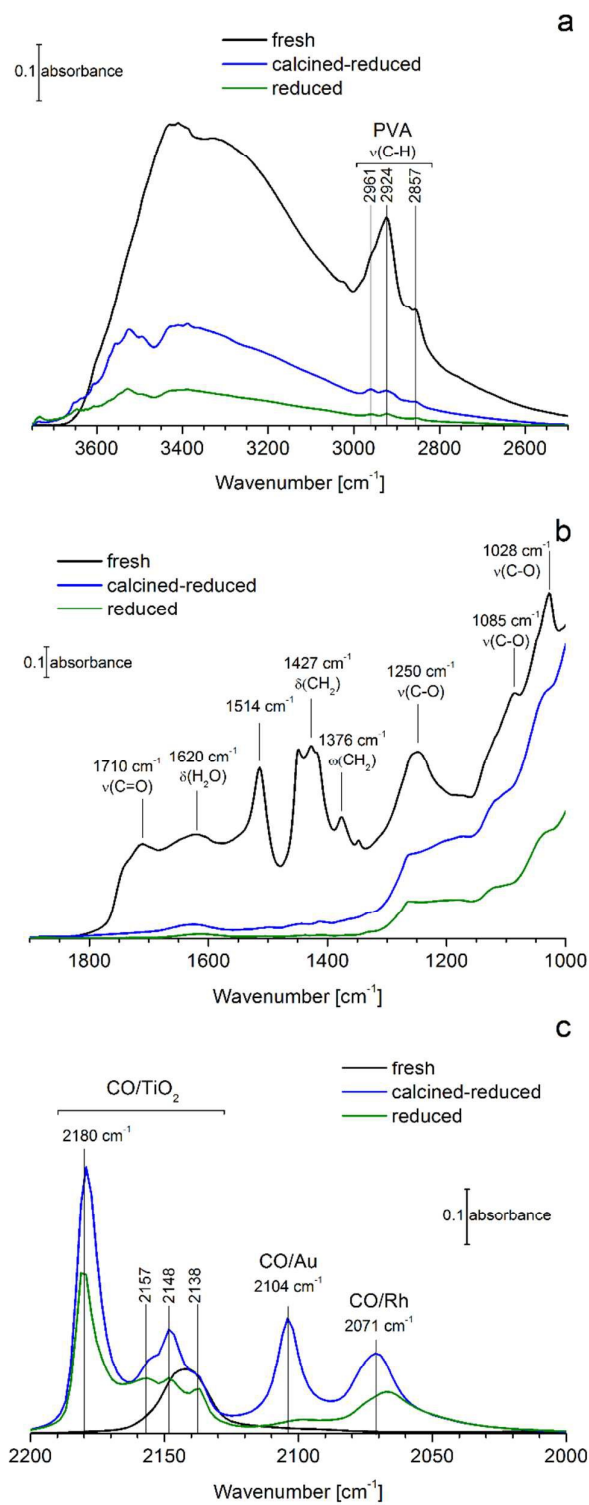 a
fresh
calcined-reduced
reduced
0.1 absorbance
PVA
ν(C-H)
2961
2924
2857
3600 3400 3200 3000 2800 2600
Wavenumber [cm⁻¹]
b
fresh
calcined-reduced
reduced
0.1 absorbance
1028 cm⁻¹
ν(C-O)
1085 cm⁻¹
ν(C-O)
1427 cm⁻¹
δ(CH₂)
1250 cm⁻¹
ν(C-O)
1514 cm⁻¹
1376 cm⁻¹
ω(CH₂)
1710 cm⁻¹
ν(C=O)
1620 cm⁻¹
δ(H₂O)
1800 1600 1400 1200 1000
Wavenumber [cm⁻¹]
c
fresh
calcined-reduced
reduced
CO/TiO₂
2180 cm⁻¹
0.1 absorbance
2157
2148
2138
CO/Au
2104 cm⁻¹
CO/Rh
2071 cm⁻¹
2200 2150 2100 2050 2000
Wavenumber [cm⁻¹]